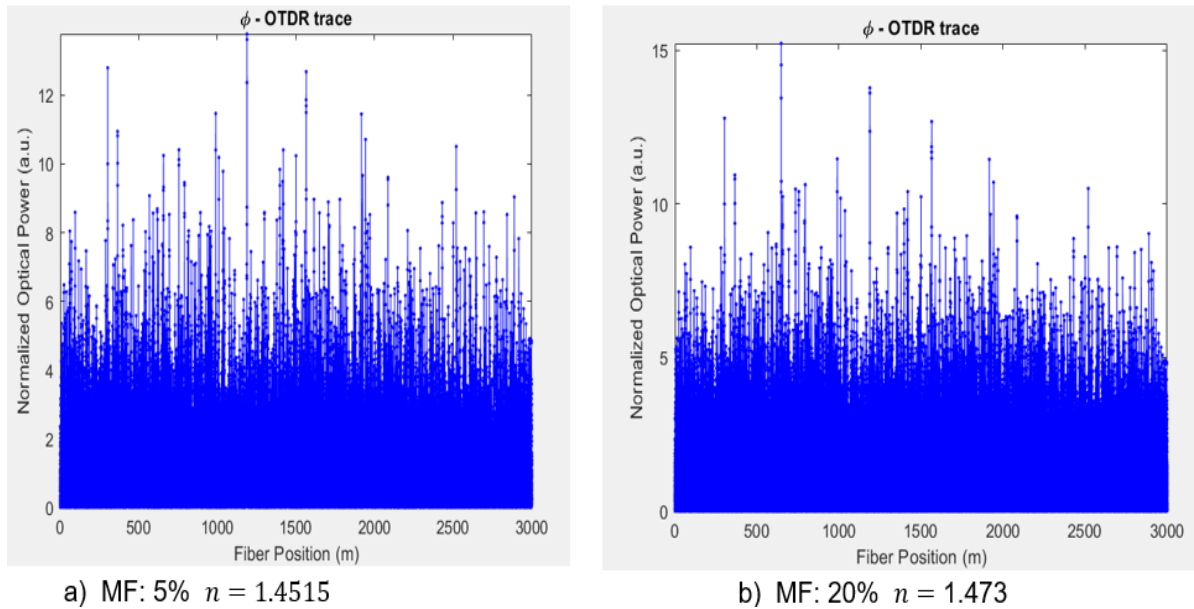 ϕ - OTDR trace
Normalized Optical Power (a.u.)
12
10
8
6
4
2
0
0 500 1000 1500 2000 2500 3000
Fiber Position (m)
a) MF: 5% n = 1.4515
ϕ - OTDR trace
Normalized Optical Power (a.u.)
15
10
5
0
0 500 1000 1500 2000 2500 3000
Fiber Position (m)
b) MF: 20% n = 1.473